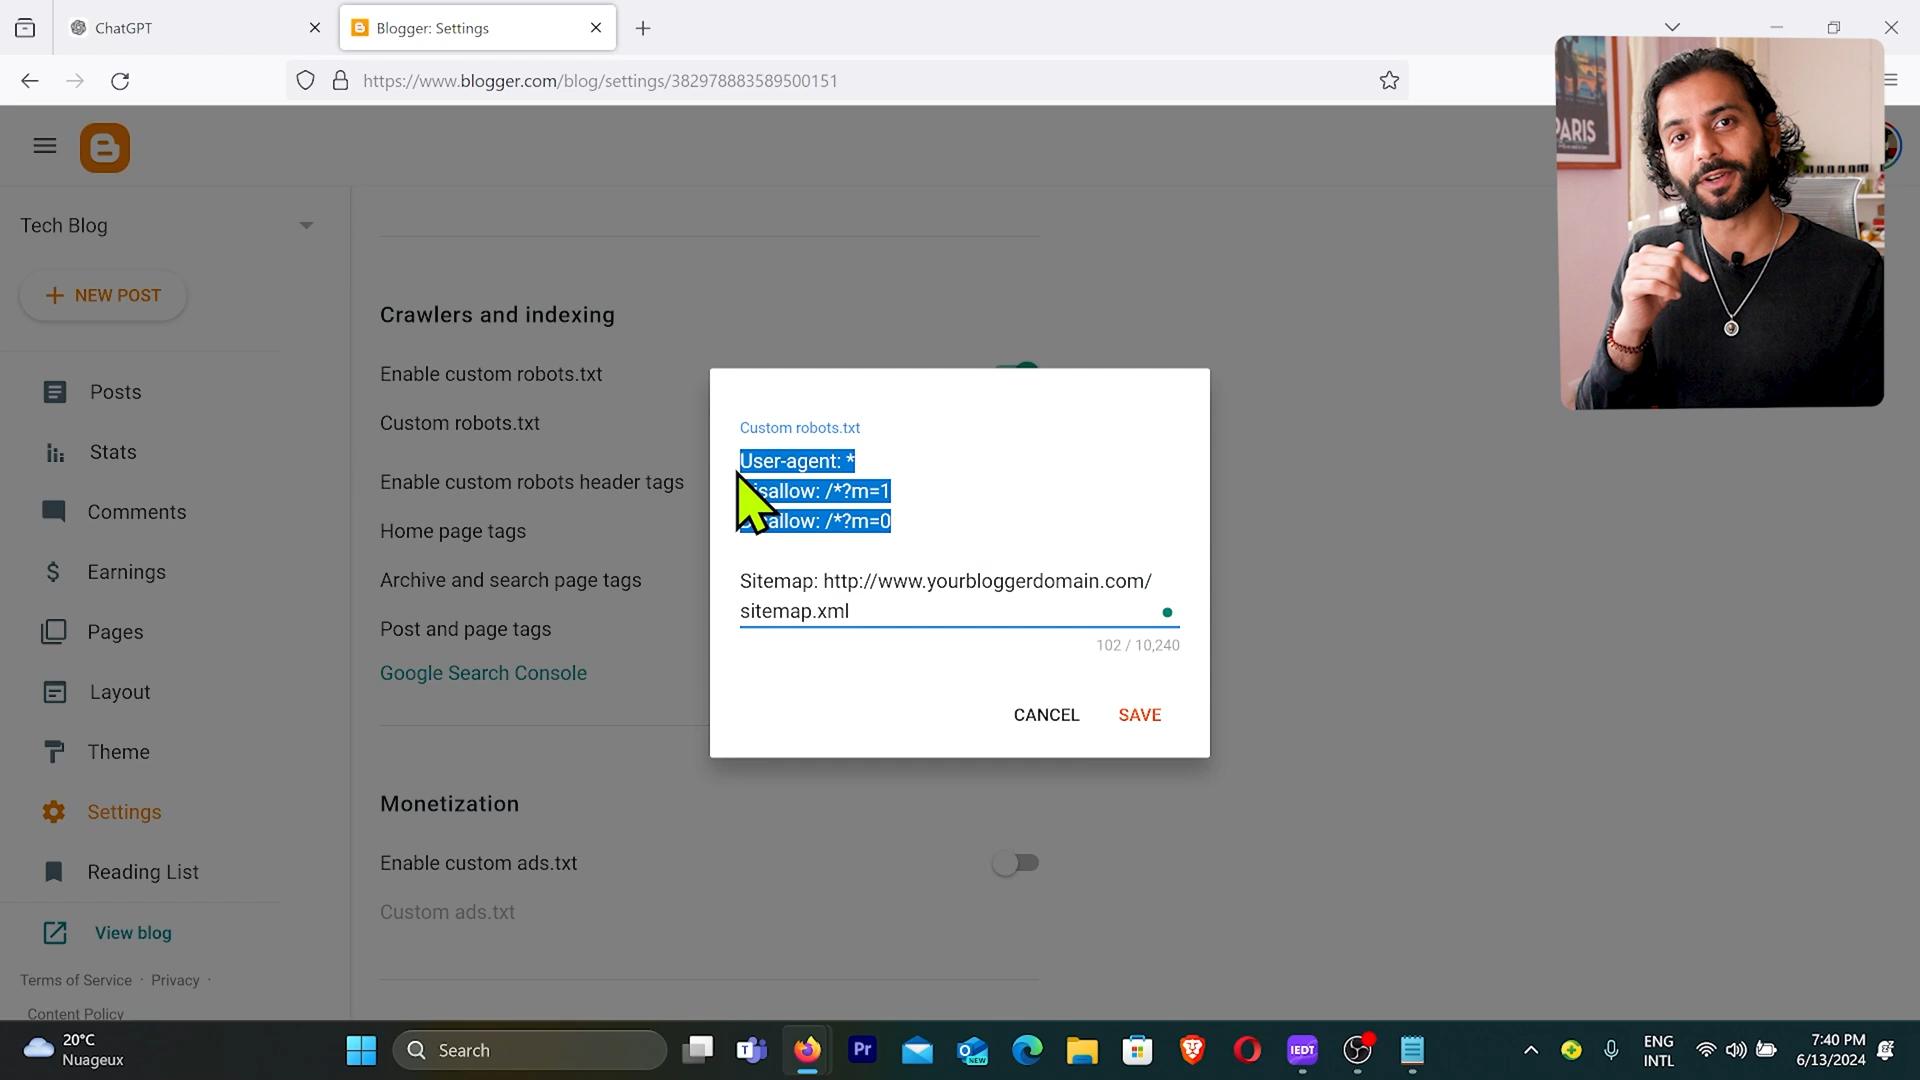 ChatGPT
Blogger: Settings
https://www.blogger.com/blog/settings/382978883589500151
PARIS
Tech Blog
NEW POST
Posts
Stats
Comments
Earnings
Pages
Layout
Theme
Settings
Reading List
View blog
Terms of Service · Privacy ·
Content Policy
Crawlers and indexing
Enable custom robots.txt
Custom robots.txt
Enable custom robots header tags
Home page tags
Archive and search page tags
Post and page tags
Google Search Console
Monetization
Enable custom ads.txt
Custom ads.txt
Custom robots.txt
User-agent: *
Disallow: /*?m=1
Disallow: /*?m=0
Sitemap: http://www.yourbloggerdomain.com/
sitemap.xml
102 / 10,240
CANCEL
SAVE
20°C
Nuageux
Search
Pr
NEW
IEDT
ENG
INTL
7:40 PM
6/13/2024